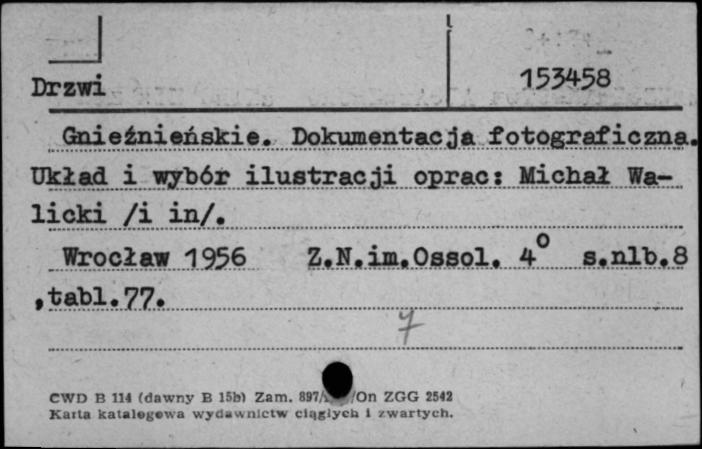 Drzwi 153458
Gnieźnieńskie. Dokumentacja fotograficzna.
Układ i wybór ilustracji oprac: Michał Wa-
licki /i in/.
Wrocław 1956 Z.N.im.Ossol. 4° s.nlb.8
,tabl.77.
7
CWD B 114 (dawny B 15b) Zam. 897/ /On ZGG 2542
Karta katalogowa wydawnictw ciągłych i zwartych.